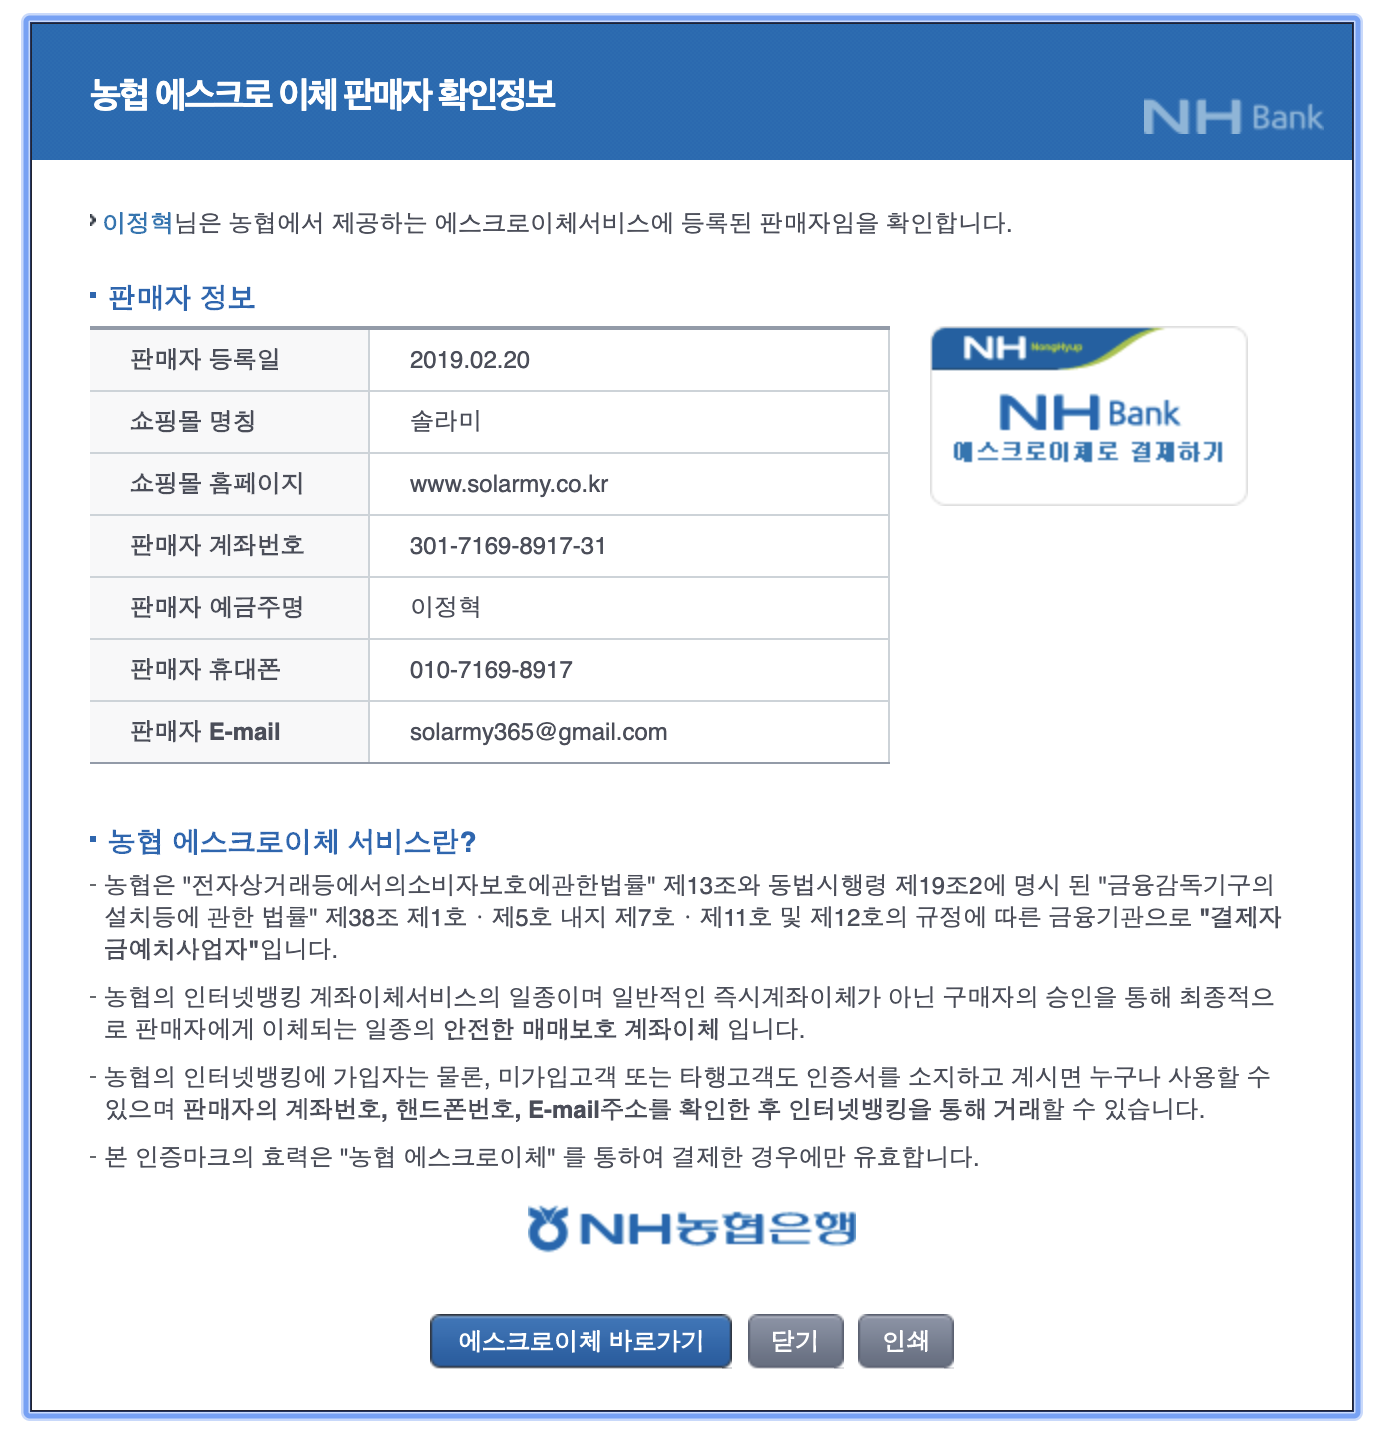 농협 에스크로 이체 판매자 확인정보
NH Bank
이정혁님은 농협에서 제공하는 에스크로이체서비스에 등록된 판매자임을 확인합니다.
판매자 정보
판매자 등록일 2019.02.20
쇼핑몰 명칭 솔라미
쇼핑몰 홈페이지 www.solarmy.co.kr
판매자 계좌번호 301-7169-8917-31
판매자 예금주명 이정혁
판매자 휴대폰 010-7169-8917
판매자 E-mail solarmy365@gmail.com
NH NongHyup
NH Bank
에스크로이체로 결제하기
농협 에스크로이체 서비스란?
- 농협은 "전자상거래등에서의소비자보호에관한법률" 제13조와 동법시행령 제19조2에 명시 된 "금융감독기구의
설치등에 관한 법률" 제38조 제1호 · 제5호 내지 제7호 · 제11호 및 제12호의 규정에 따른 금융기관으로 "결제자
금예치사업자"입니다.
- 농협의 인터넷뱅킹 계좌이체서비스의 일종이며 일반적인 즉시계좌이체가 아닌 구매자의 승인을 통해 최종적으
로 판매자에게 이체되는 일종의 안전한 매매보호 계좌이체 입니다.
- 농협의 인터넷뱅킹에 가입자는 물론, 미가입고객 또는 타행고객도 인증서를 소지하고 계시면 누구나 사용할 수
있으며 판매자의 계좌번호, 핸드폰번호, E-mail주소를 확인한 후 인터넷뱅킹을 통해 거래할 수 있습니다.
- 본 인증마크의 효력은 "농협 에스크로이체" 를 통하여 결제한 경우에만 유효합니다.
NH농협은행
에스크로이체 바로가기
닫기
인쇄